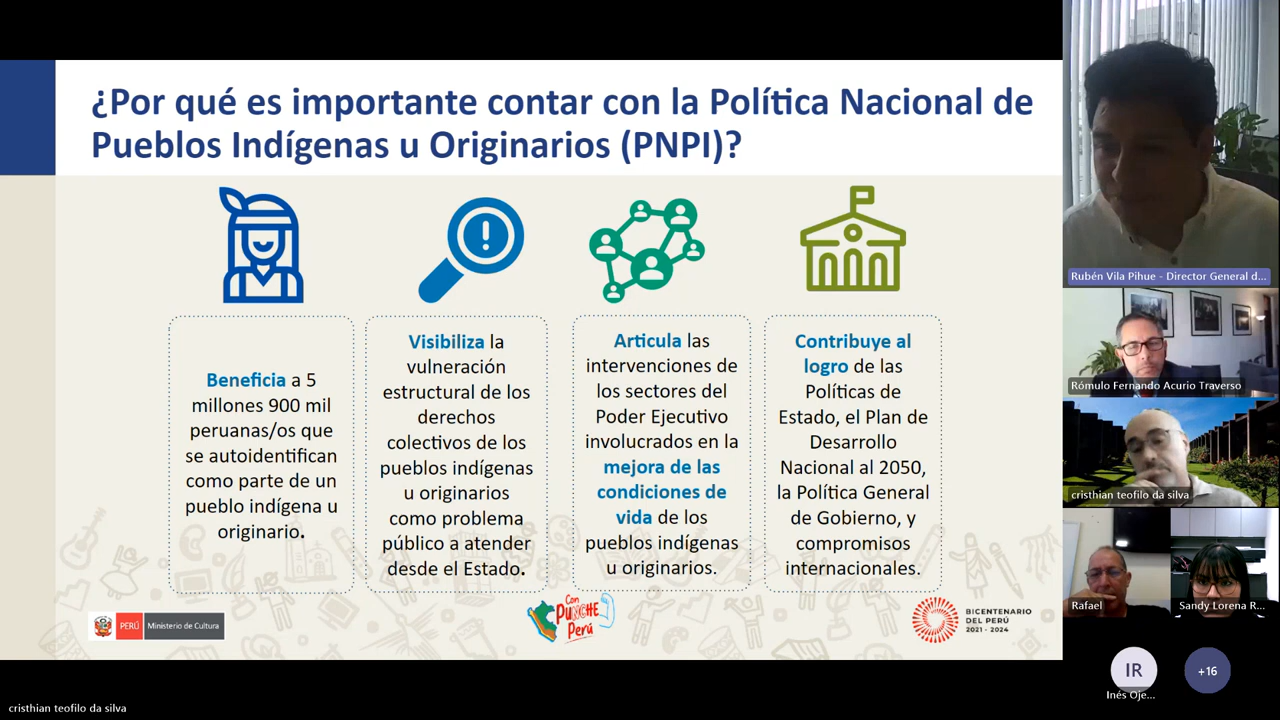 ¿Por qué es importante contar con la Política Nacional de
Pueblos Indígenas u Originarios (PNPI)?
Beneficia a 5
millones 900 mil
peruanas/os que
se autoidentifican
como parte de un
pueblo indígena u
originario.
Visibiliza la
vulneración
estructural de los
derechos
colectivos de los
pueblos indígenas
u originarios
como problema
público a atender
desde el Estado.
Articula las
intervenciones de
los sectores del
Poder Ejecutivo
involucrados en la
mejora de las
condiciones de
vida de los
pueblos indígenas
u originarios.
Contribuye al
logro de las
Políticas de
Estado, el Plan de
Desarrollo
Nacional al 2050,
la Política General
de Gobierno, y
compromisos
internacionales.
PERÚ Ministerio de Cultura
Con
PUNCHE
Perú
BICENTENARIO
DEL PERÚ
2021 - 2024
Rubén Vila Pihue - Director General d...
Rómulo Fernando Acurio Traverso
cristhian teofilo da silva
Rafael
Sandy Lorena R...
IR
Inés Oje...
+16
cristhian teofilo da silva